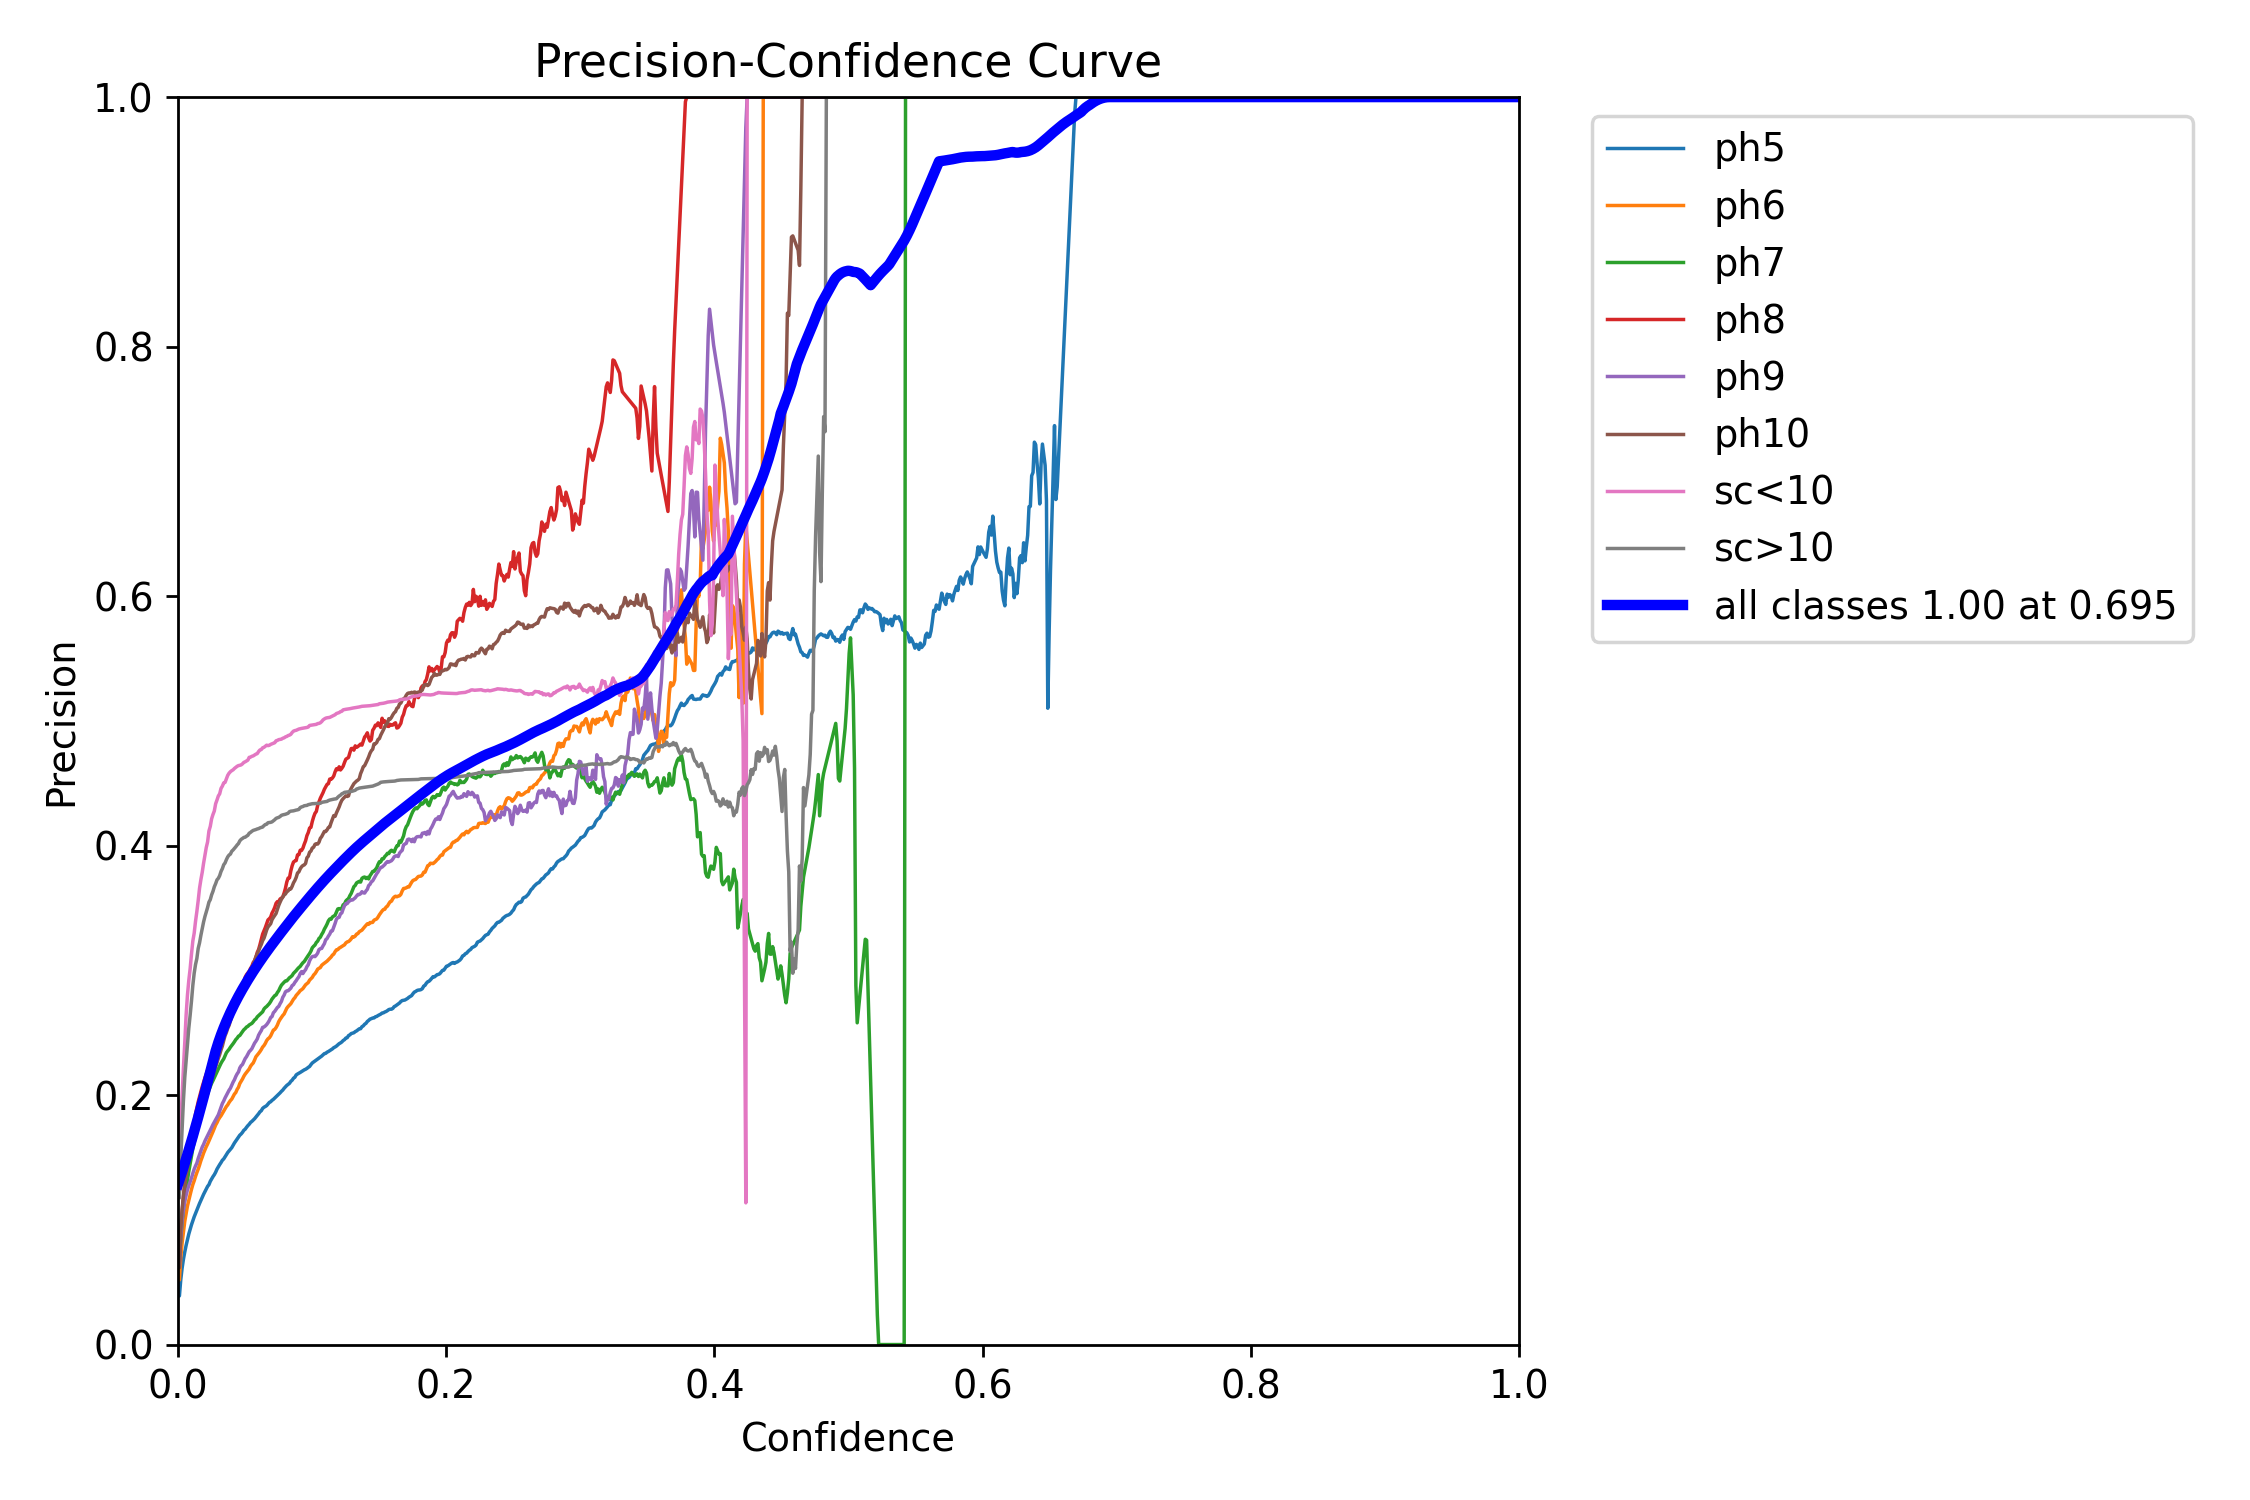 Precision-Confidence Curve
1.0
0.8
0.6
0.4
0.2
0.0
Precision
0.0 0.2 0.4 0.6 0.8 1.0
Confidence
ph5
ph6
ph7
ph8
ph9
ph10
sc<10
sc>10
all classes 1.00 at 0.695